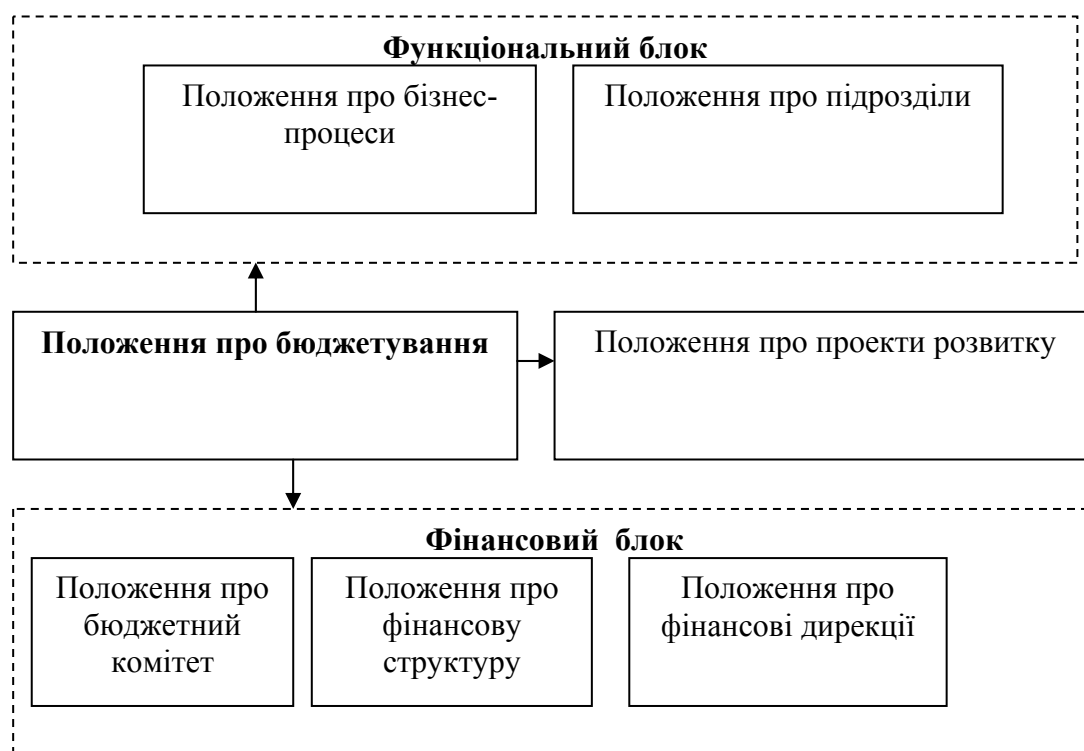 Функціональний блок
Положення про бізнес-
процеси
Положення про підрозділи
Положення про бюджетування
Положення про проекти розвитку
Фінансовий блок
Положення про
бюджетний
комітет
Положення про
фінансову
структуру
Положення про
фінансові дирекції